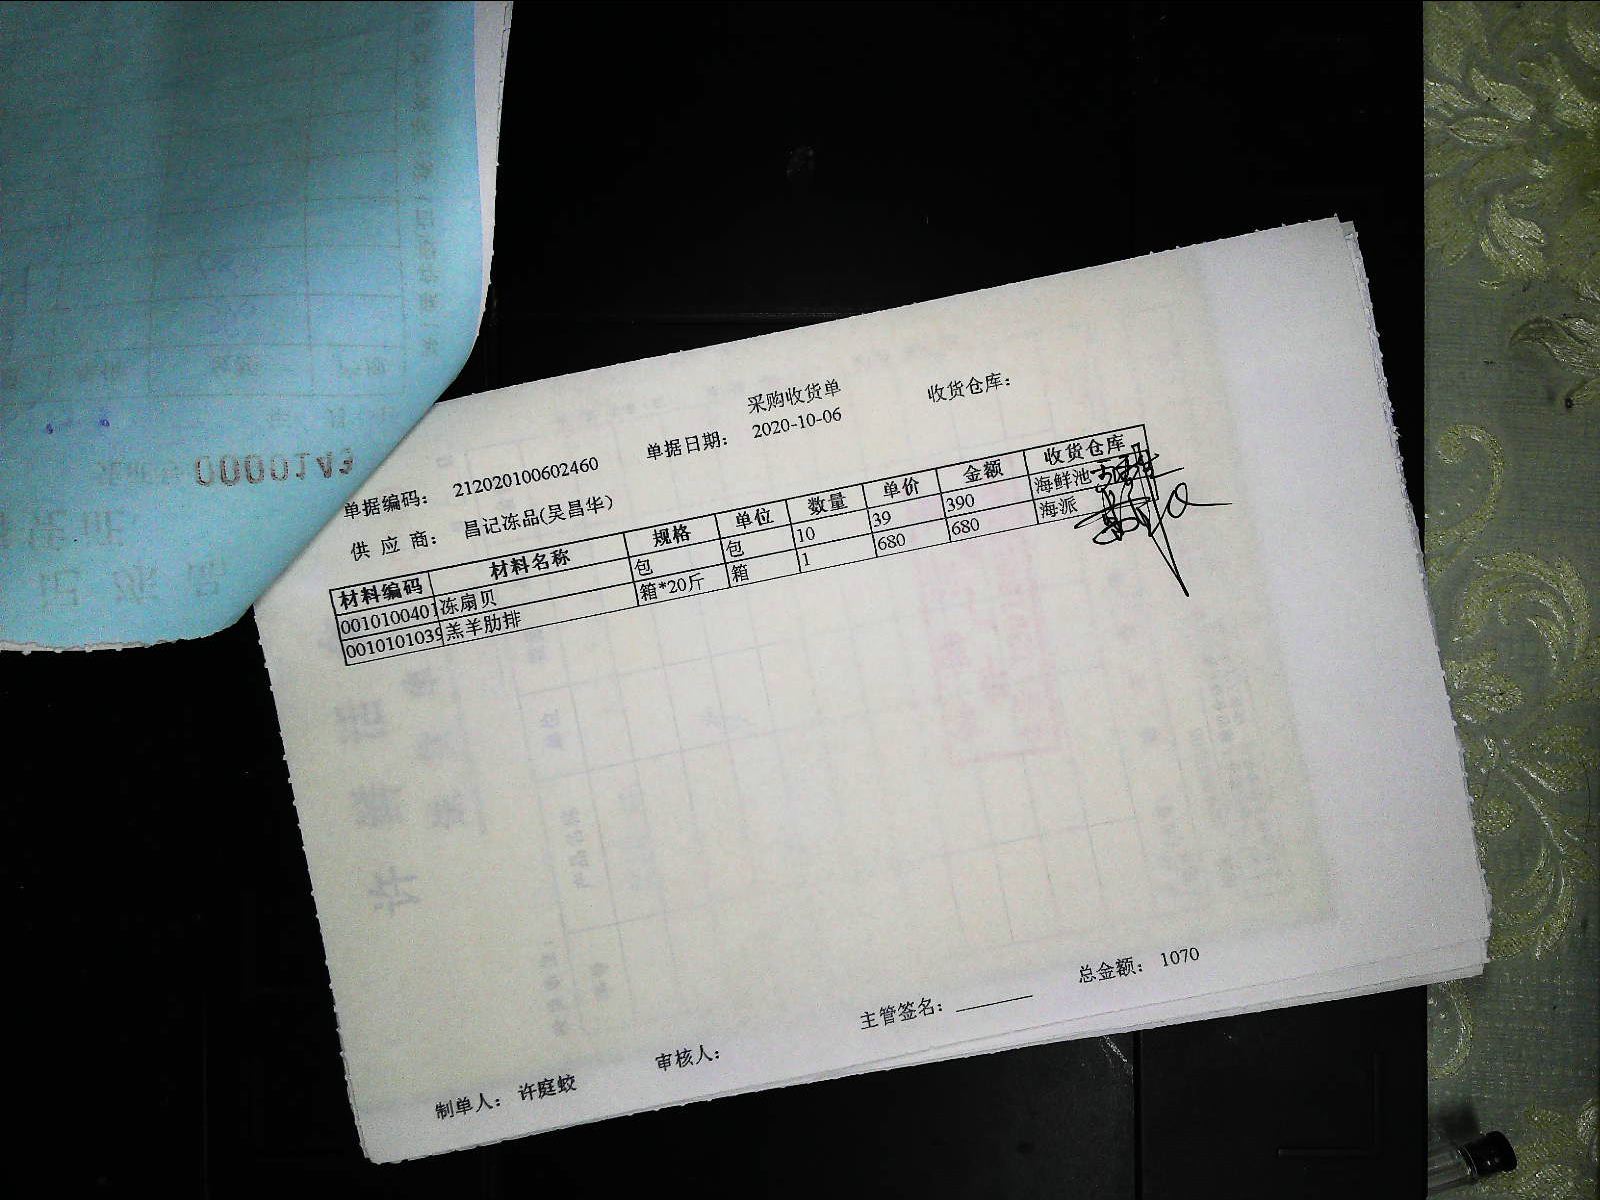 采购收货单
收货仓库：
单据编码： 212020100602460 单据日期： 2020-10-06
供 应 商： 昌记冻品(吴昌华)
材料编码 材料名称 规格 单位 数量 单价 金额 收货仓库
0010100401 冻扇贝 包 包 10 39 390 海鲜池
0010101039 羔羊肋排 箱*20斤 箱 1 680 680 海派
总金额： 1070
制单人： 许庭蛟 审核人： 主管签名：
0000143